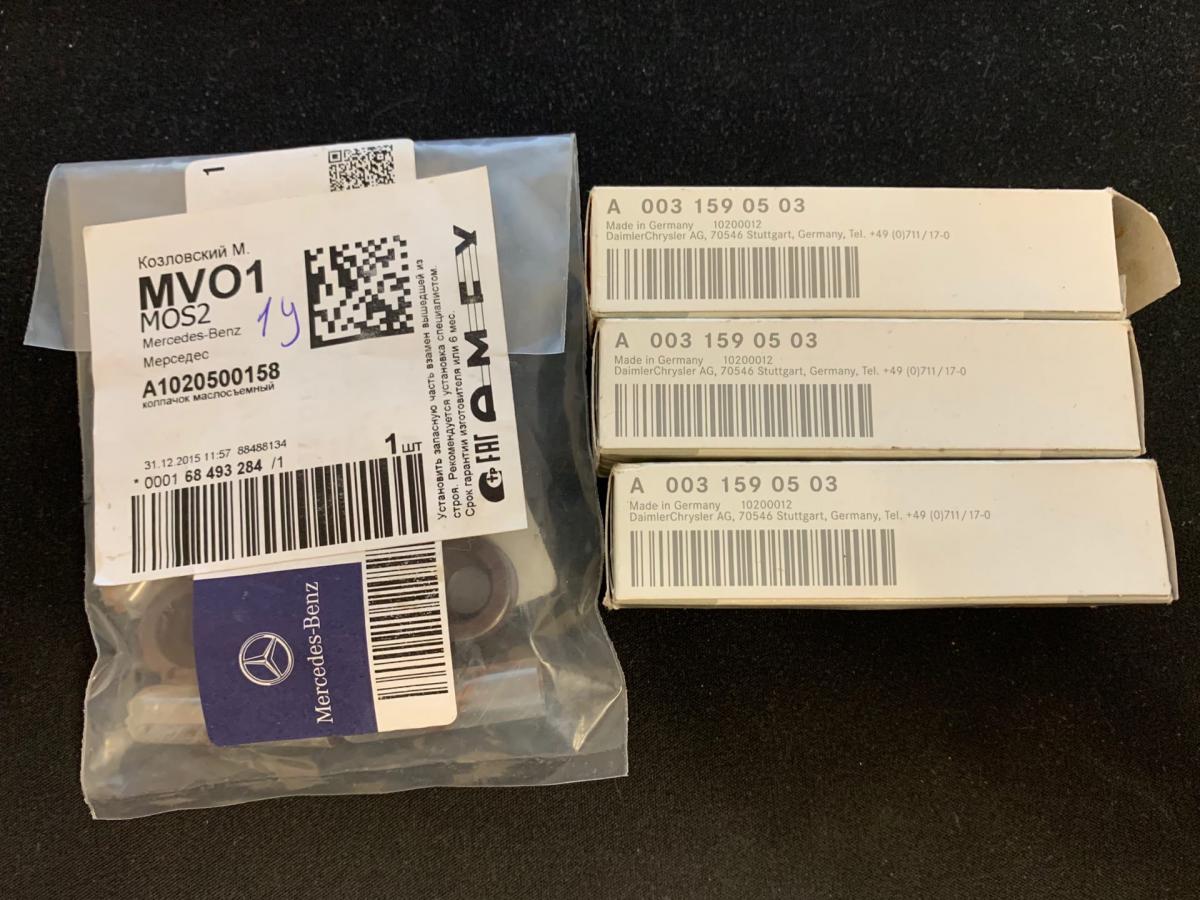 1
Козловский М.
MVO1
MOS2
1y
Mercedes-Benz
Мерседес
A1020500158
колпачок маслосъемный
31.12.2015 11:57 88488134
1 шт
* 0001 68 493 284 /1
Установить запасную часть взамен вышедшей из
строя. Рекомендуется установка специалистом.
Срок гарантии изготовителя или 6 мес.
Mercedes-Benz
A 003 159 05 03
Made in Germany 10200012
DaimlerChrysler AG, 70546 Stuttgart, Germany, Tel. +49 (0)711 / 17-0
A 003 159 05 03
Made in Germany 10200012
DaimlerChrysler AG, 70546 Stuttgart, Germany, Tel. +49 (0)711 / 17-0
A 003 159 05 03
Made in Germany 10200012
DaimlerChrysler AG, 70546 Stuttgart, Germany, Tel. +49 (0)711 / 17-0